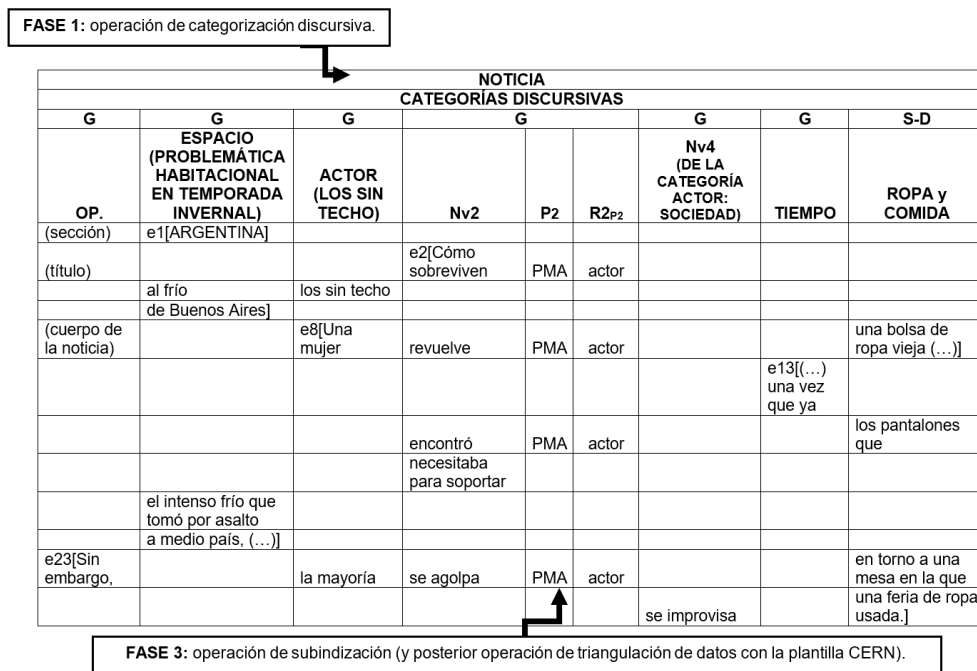 FASE 1: operación de categorización discursiva.
NOTICIA
CATEGORÍAS DISCURSIVAS
G G G G G G S-D
OP. ESPACIO (PROBLEMÁTICA HABITACIONAL EN TEMPORADA INVERNAL) ACTOR (LOS SIN TECHO) Nv2 P2 R2P2 Nv4 (DE LA CATEGORÍA ACTOR: SOCIEDAD) TIEMPO ROPA y COMIDA
(sección) e1[ARGENTINA]
(título) e2[Cómo sobreviven PMA actor
al frío los sin techo
de Buenos Aires]
(cuerpo de la noticia) e8[Una mujer revuelve PMA actor una bolsa de ropa vieja (…)]
e13[(…) una vez que ya
encontró PMA actor los pantalones que
necesitaba para soportar
el intenso frío que tomó por asalto
a medio país, (…)]
e23[Sin embargo, la mayoría se agolpa PMA actor en torno a una mesa en la que
se improvisa una feria de ropa usada.]
FASE 3: operación de subindización (y posterior operación de triangulación de datos con la plantilla CERN).